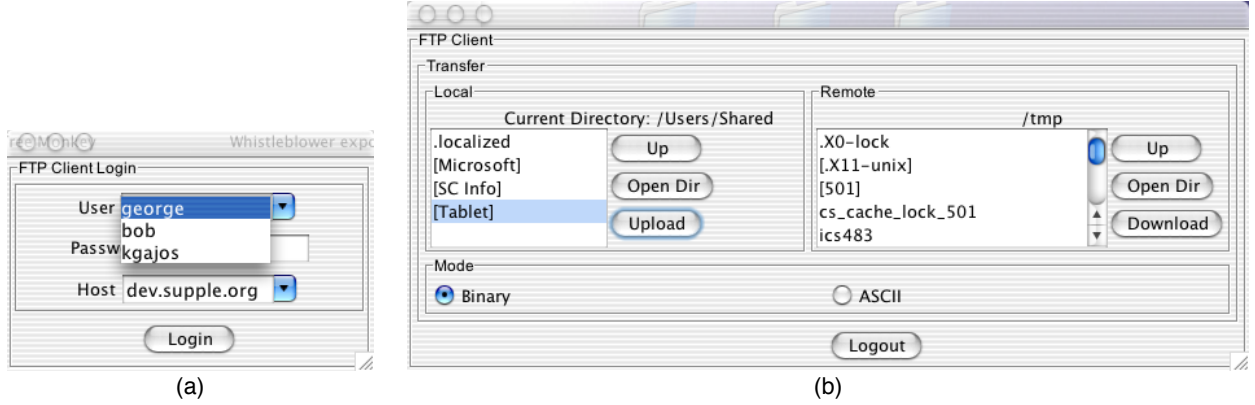 ree Monkey Whistleblower expo
FTP Client Login
User george
bob
Passw kgajos
Host dev.supple.org
Login
(a)
FTP Client
Transfer
Local
Current Directory: /Users/Shared
.localized
[Microsoft]
[SC Info]
[Tablet]
Up
Open Dir
Upload
Remote
/tmp
.X0-lock
[.X11-unix]
[501]
cs_cache_lock_501
ics483
Up
Open Dir
Download
Mode
Binary ASCII
Logout
(b)